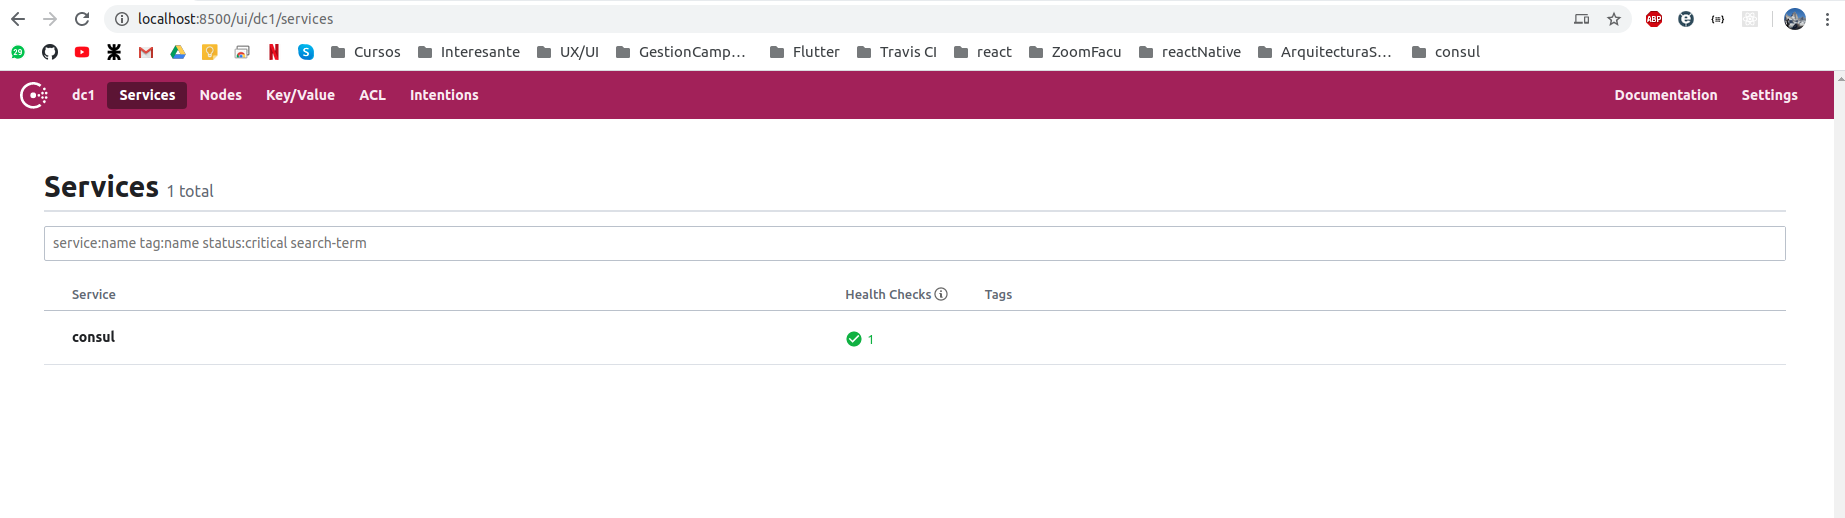 localhost:8500/ui/dc1/services
ABP
29 Cursos Interesante UX/UI GestionCamp... Flutter Travis CI react ZoomFacu reactNative ArquitecturaS... consul
dc1 Services Nodes Key/Value ACL Intentions Documentation Settings
Services 1 total
service:name tag:name status:critical search-term
Service Health Checks Tags
consul 1